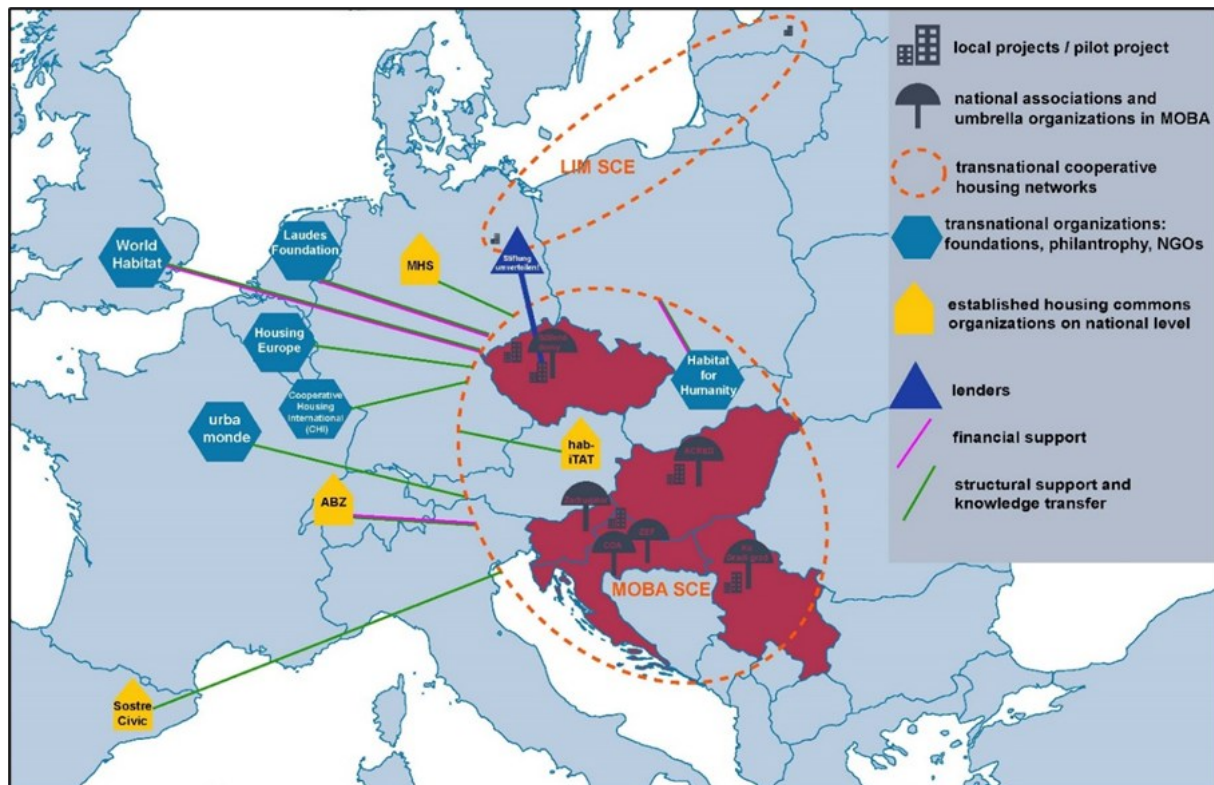 local projects / pilot project
national associations and
umbrella organizations in MOBA
transnational cooperative
housing networks
transnational organizations:
foundations, philantrophy, NGOs
established housing commons
organizations on national level
lenders
financial support
structural support and
knowledge transfer
LIM SCE
World
Habitat
Laudes
Foundation
MHS
Stiftung
umverteilen!
Housing
Europe
Cooperative
Housing
International
(CHI)
Habitat
for
Humanity
urba
monde
hab-
iTAT
ABZ
Zadrugator
MOBA SCE
Sostre
Civic